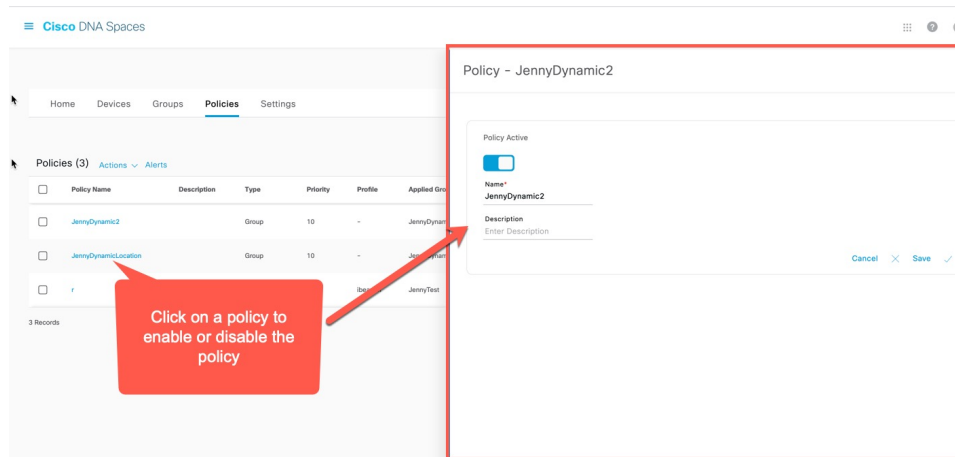 Cisco DNA Spaces
Policy - JennyDynamic2
Home Devices Groups Policies Settings
Policy Active
Policies (3) Actions Alerts
Policy Name Description Type Priority Profile Applied Gro
Name*
JennyDynamic2
JennyDynamic2 Group 10 - JennyDynam
Description
Enter Description
JennyDynamicLocation Group 10 -
Cancel Save
r JennyTest
3 Records
Click on a policy to
enable or disable the
policy